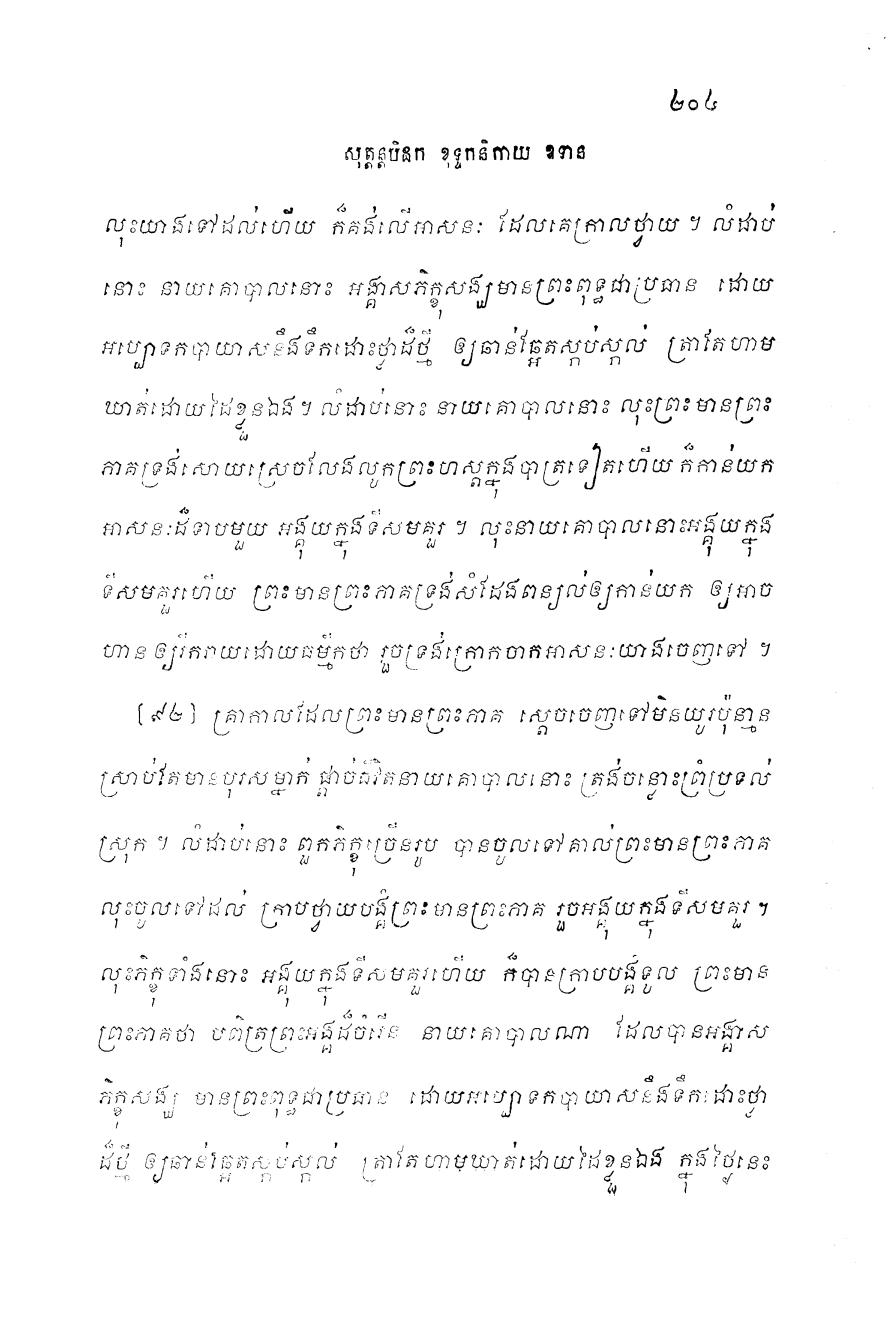 ២០៤
សុត្តន្តបិដក ខុទ្ទកនិកាយ ឧទាន
លុះយាងទៅដល់ហើយ ក៏គង់លើអាសនៈ ដែលគេក្រាលថ្វាយ ។ លំដាប់
នោះ នាយគោបាលនោះ អង្គាសភិក្ខុសង្ឃមានព្រះពុទ្ធជាប្រធាន ដោយ
អប្បោទកបាយាសនឹងទឹកដោះថ្លាដ៏ថ្មី ឲ្យឆាន់ឆ្អែតស្កប់ស្កល់ ត្រាតែហាម
ឃាត់ដោយដៃខ្លួនឯង ។ លំដាប់នោះ នាយគោបាលនោះ លុះព្រះមានព្រះ
ភាគទ្រង់សោយស្រេចលែងលូកព្រះហស្តក្នុងបាត្រទៀតហើយ ក៏កាន់យក
អាសនៈដ៏ទាបមួយ អង្គុយក្នុងទីសមគួរ ។ លុះនាយគោបាលនោះអង្គុយក្នុង
ទីសមគួរហើយ ព្រះមានព្រះភាគទ្រង់សំដែងពន្យល់ឲ្យកាន់យក ឲ្យអាច
ហាន ឲ្យរីករាយដោយធម្មីកថា រួចទ្រង់ក្រោកចាកអាសនៈយាងចេញទៅ ។
[៩៤] គ្រាកាលដែលព្រះមានព្រះភាគ ស្តេចចេញទៅមិនយូរប៉ុន្មាន
ស្រាប់តែមានបុរសម្នាក់ ផ្តាច់ជីវិតនាយគោបាលនោះ ត្រង់ចន្លោះព្រំប្រទល់
ស្រុក ។ លំដាប់នោះ ពួកភិក្ខុច្រើនរូប បានចូលទៅគាល់ព្រះមានព្រះភាគ
លុះចូលទៅដល់ ក្រាបថ្វាយបង្គំព្រះមានព្រះភាគ រួចអង្គុយក្នុងទីសមគួរ ។
លុះភិក្ខុទាំងនោះ អង្គុយក្នុងទីសមគួរហើយ ក៏បានក្រាបបង្គំទូល ព្រះមាន
ព្រះភាគថា បពិត្រព្រះអង្គដ៏ចំរើន នាយគោបាលណា ដែលបានអង្គាស
ភិក្ខុសង្ឃ មានព្រះពុទ្ធជាប្រធាន ដោយអប្បោទកបាយាសនឹងទឹកដោះថ្លា
ដ៏ថ្មី ឲ្យឆាន់ឆ្អែតស្កប់ស្កល់ ត្រាតែហាមឃាត់ដោយដៃខ្លួនឯង ក្នុងថ្ងៃនេះ